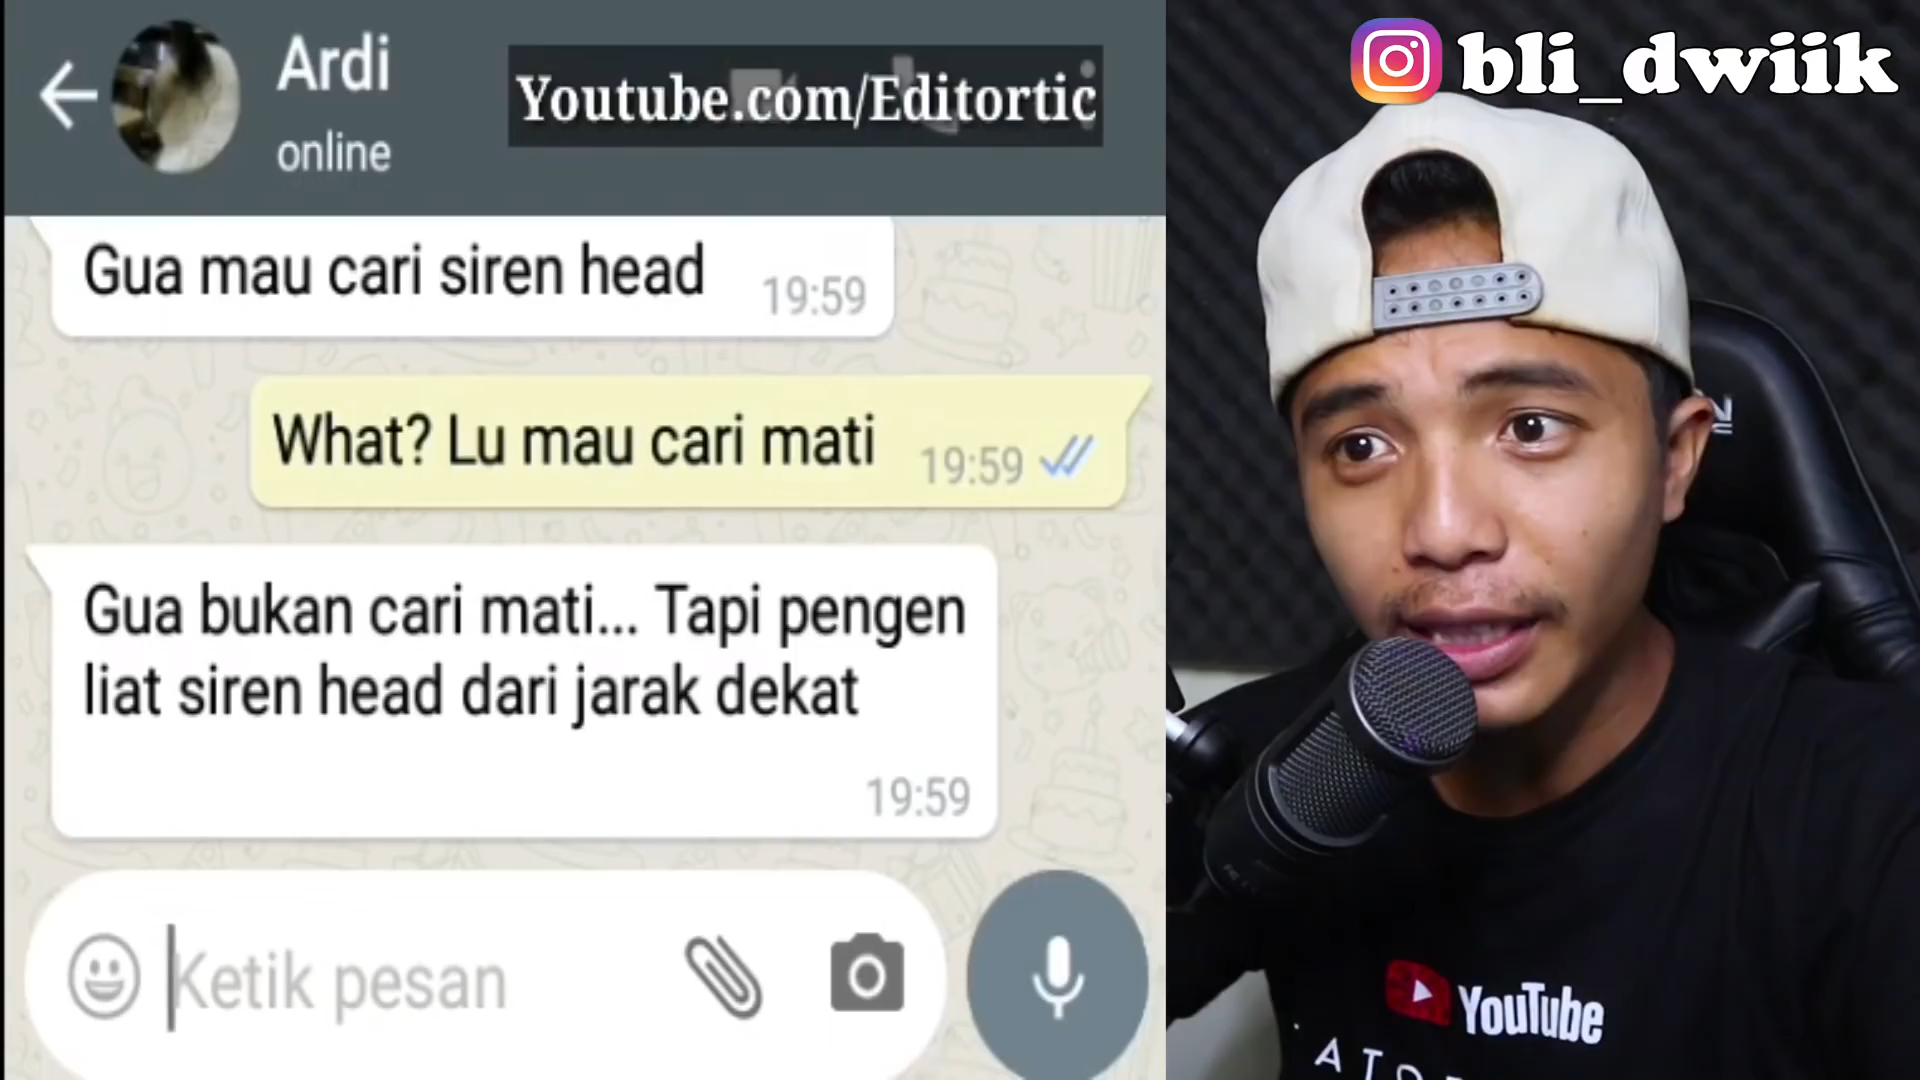 Ardi
online
Youtube.com/Editortic
Gua mau cari siren head
19:59
What? Lu mau cari mati
19:59
Gua bukan cari mati... Tapi pengen
liat siren head dari jarak dekat
19:59
Ketik pesan
bli_dwiik
YouTube